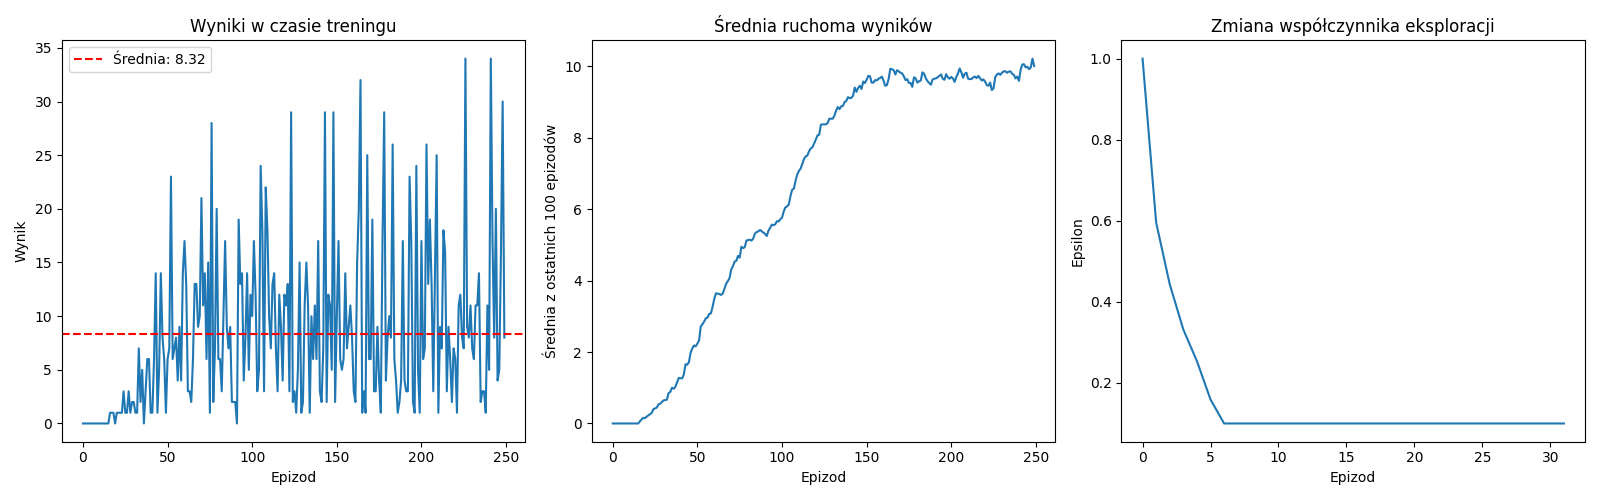 Wyniki w czasie treningu
Średnia: 8.32
Wynik
35
30
25
20
15
10
5
0
0 50 100 150 200 250
Epizod
Średnia ruchoma wyników
Średnia z ostatnich 100 epizodów
10
8
6
4
2
0
0 50 100 150 200 250
Epizod
Zmiana współczynnika eksploracji
Epsilon
1.0
0.8
0.6
0.4
0.2
0 5 10 15 20 25 30
Epizod